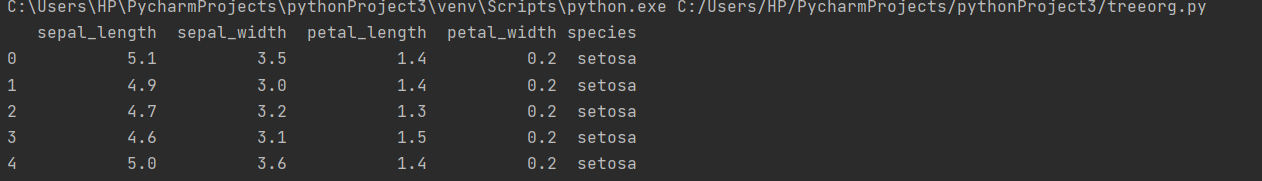 C:\Users\HP\PycharmProjects\pythonProject3\venv\Scripts\python.exe C:/Users/HP/PycharmProjects/pythonProject3/treeorg.py
   sepal_length  sepal_width  petal_length  petal_width species
0           5.1          3.5           1.4          0.2  setosa
1           4.9          3.0           1.4          0.2  setosa
2           4.7          3.2           1.3          0.2  setosa
3           4.6          3.1           1.5          0.2  setosa
4           5.0          3.6           1.4          0.2  setosa